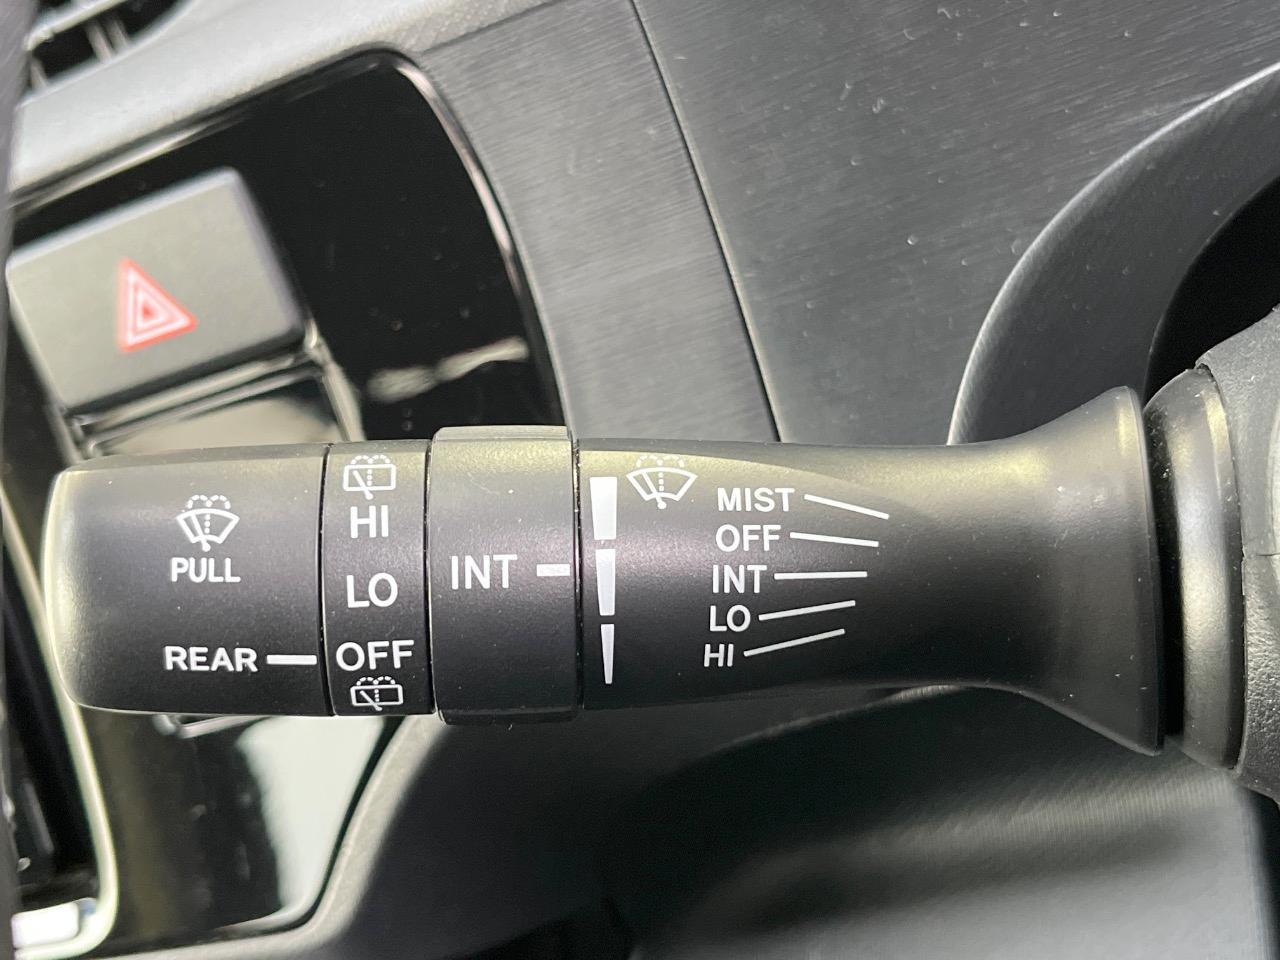 PULL
REAR
HI
LO
OFF
INT
MIST
OFF
INT
LO
HI